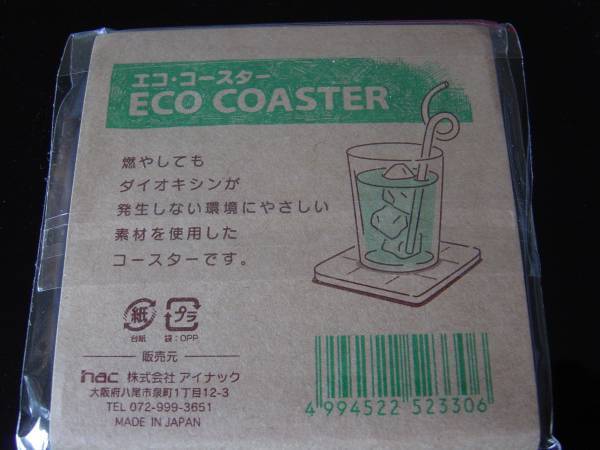 エコ・コースター
ECO COASTER
燃やしても
ダイオキシンが
発生しない環境にやさしい
素材を使用した
コースターです。
紙 プラ
台紙 袋:OPP
販売元
inac 株式会社 アイナック
大阪府八尾市泉町1丁目12-3
TEL 072-999-3651
MADE IN JAPAN
4 994522 523306